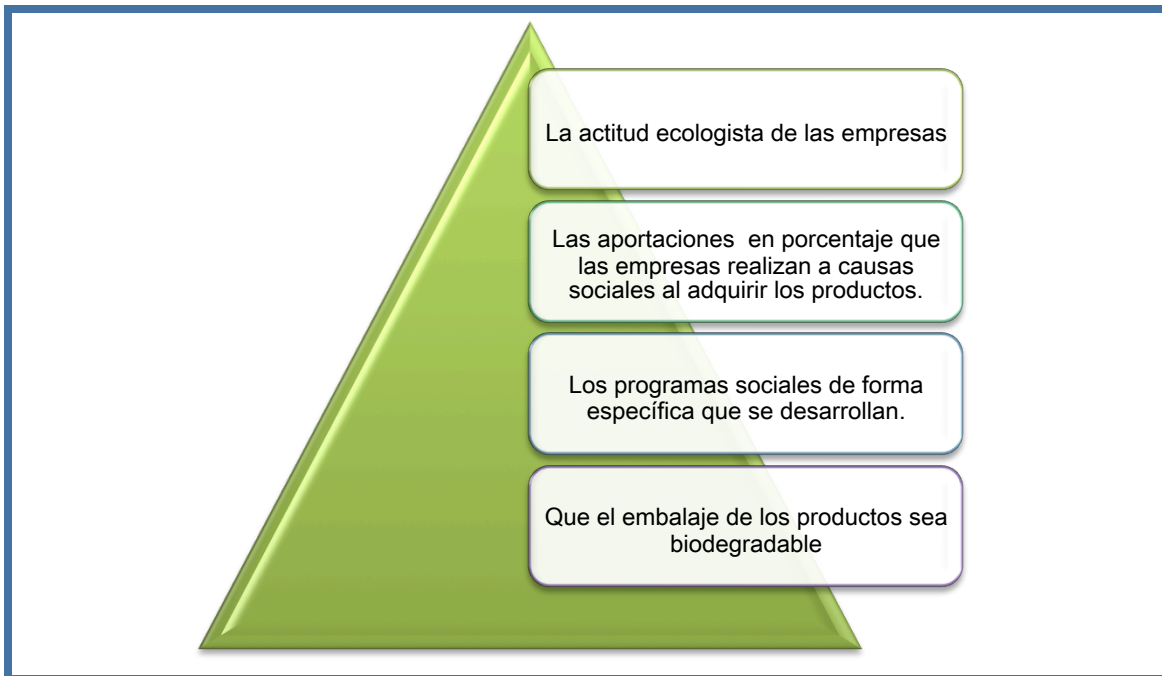 La actitud ecologista de las empresas
Las aportaciones  en porcentaje que
las empresas realizan a causas
sociales al adquirir los productos.
Los programas sociales de forma
específica que se desarrollan.
Que el embalaje de los productos sea
biodegradable